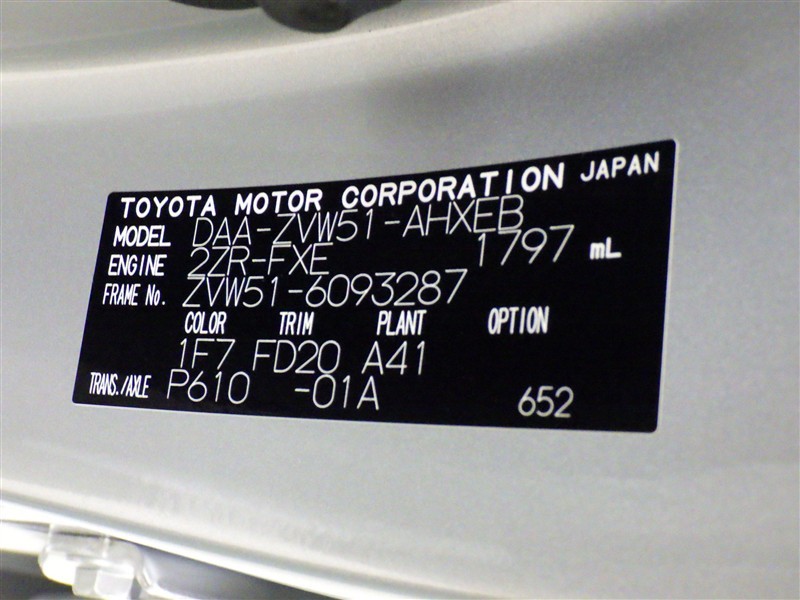 TOYOTA MOTOR CORPORATION JAPAN
MODEL DAA-ZVW51-AHXEB
ENGINE 2ZR-FXE 1797 mL
FRAME No. ZVW51-6093287
COLOR TRIM PLANT OPTION
1F7 FD20 A41
TRANS./AXLE P610 -01A 652